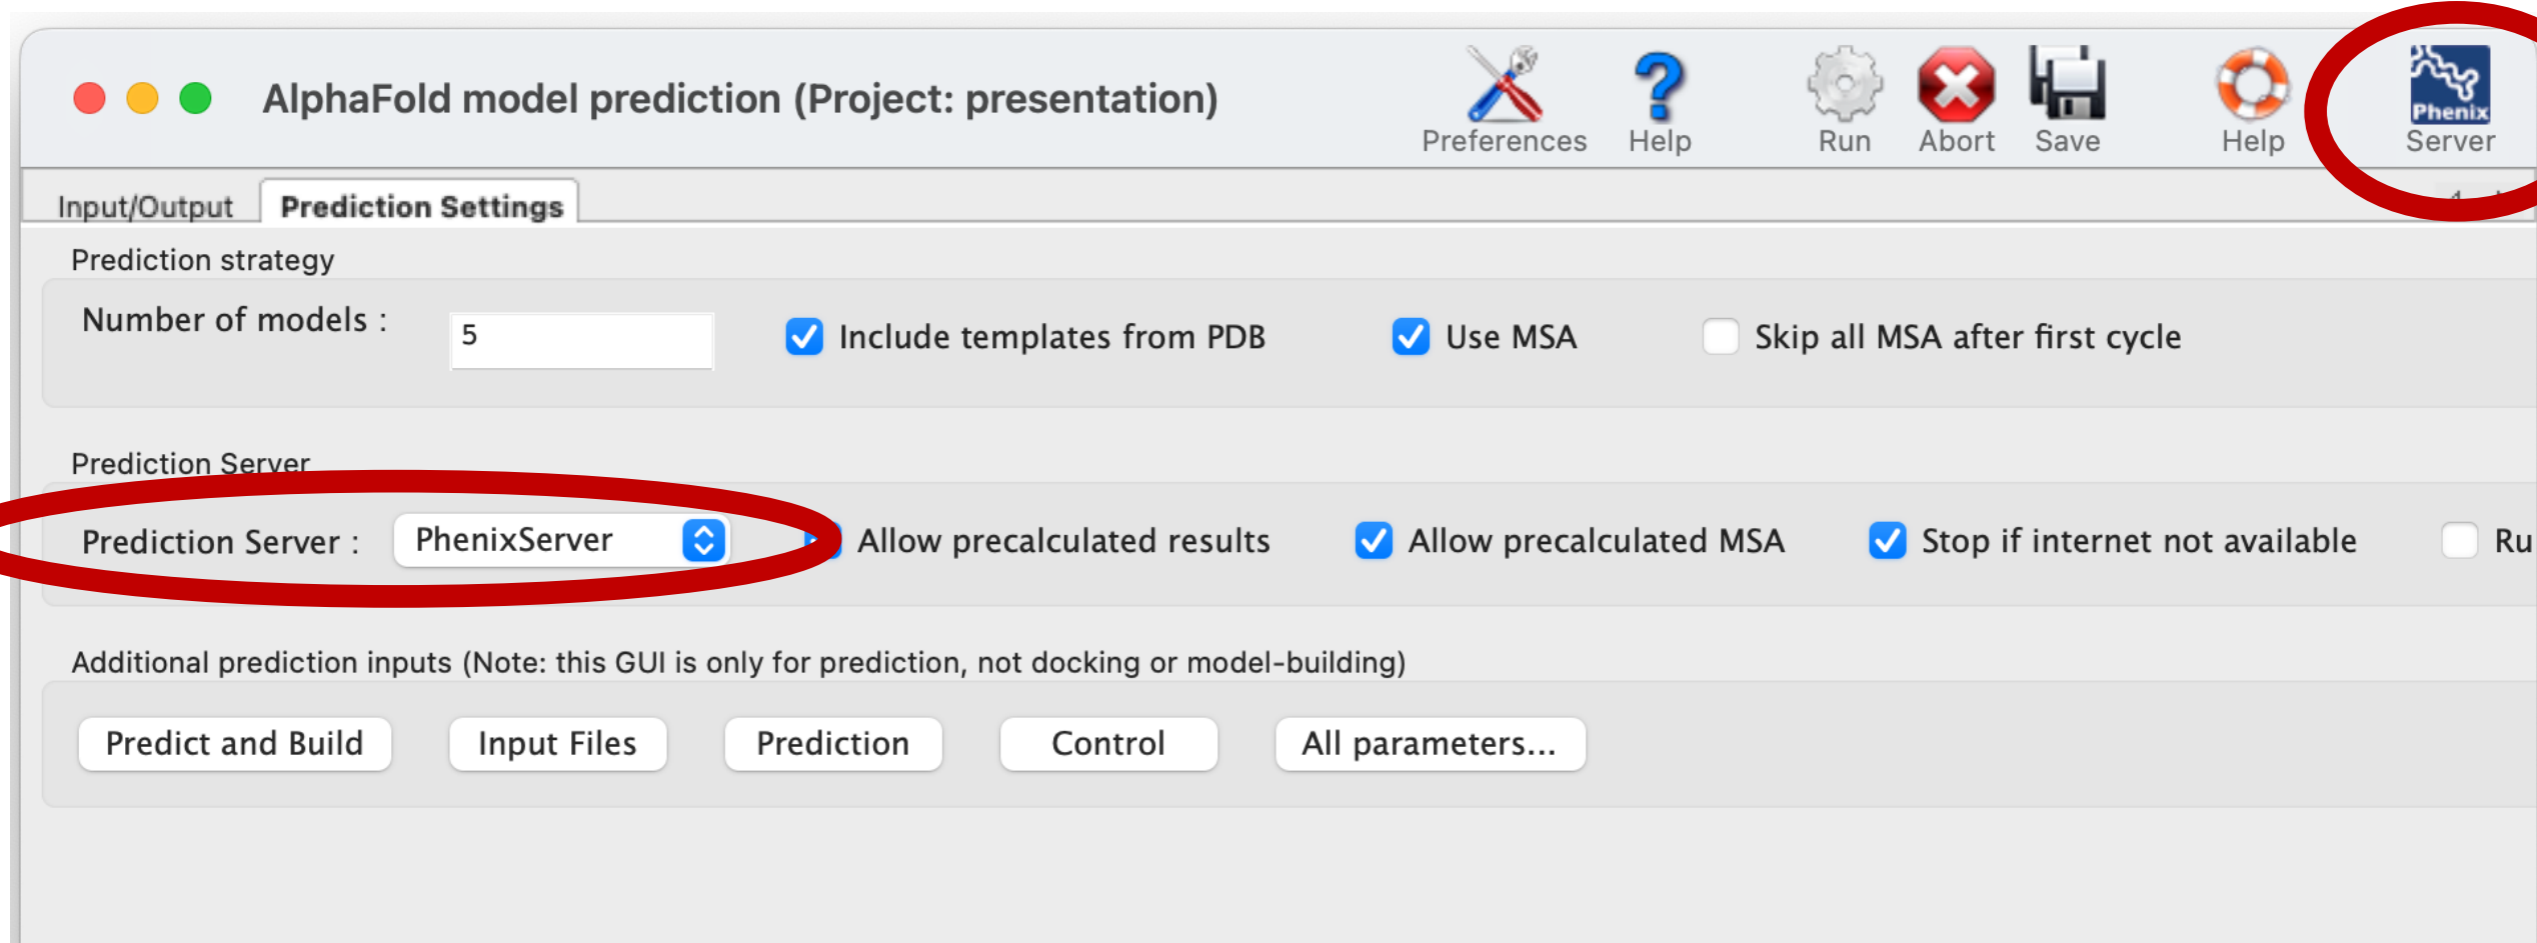 AlphaFold model prediction (Project: presentation)
Preferences Help Run Abort Save Help Phenix Server
Input/Output Prediction Settings
Prediction strategy
Number of models : 5 Include templates from PDB Use MSA Skip all MSA after first cycle
Prediction Server
Prediction Server : PhenixServer Allow precalculated results Allow precalculated MSA Stop if internet not available Ru
Additional prediction inputs (Note: this GUI is only for prediction, not docking or model-building)
Predict and Build Input Files Prediction Control All parameters...